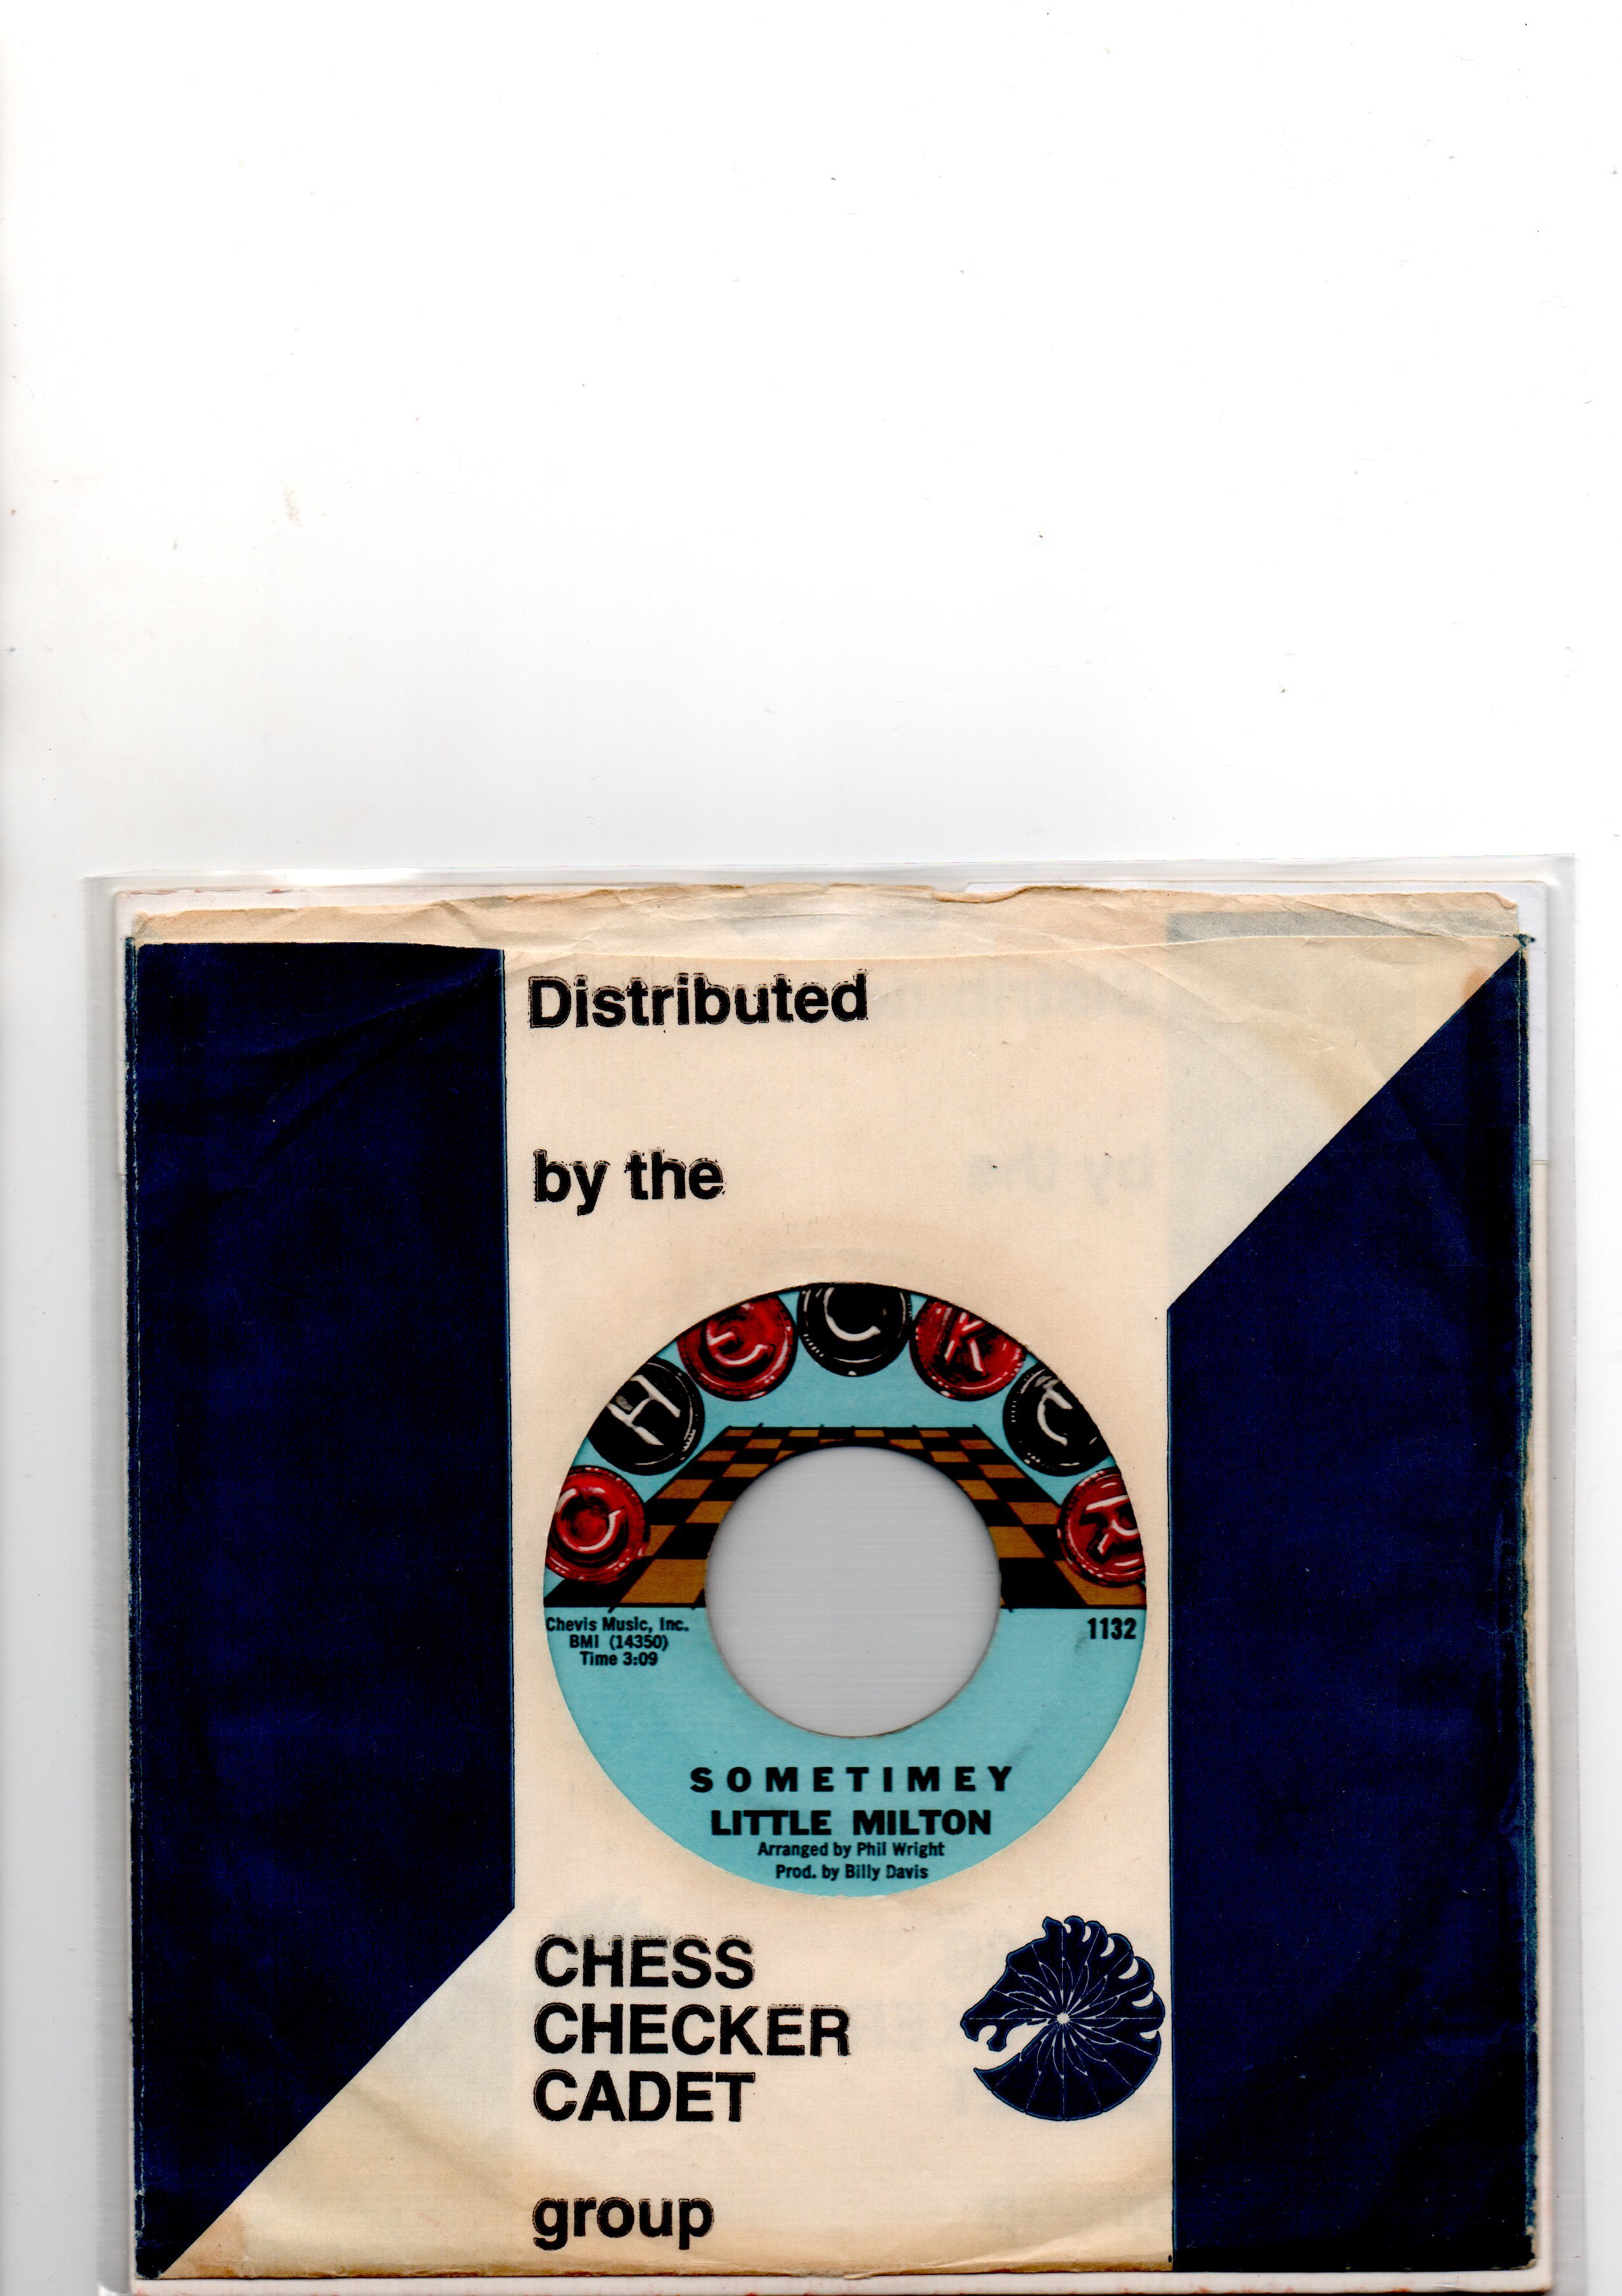 Distributed
by the
CHECKER
Chevis Music, Inc.
BMI (14350)
Time 3:09
1132
SOMETIMEY
LITTLE MILTON
Arranged by Phil Wright
Prod. by Billy Davis
CHESS
CHECKER
CADET
group